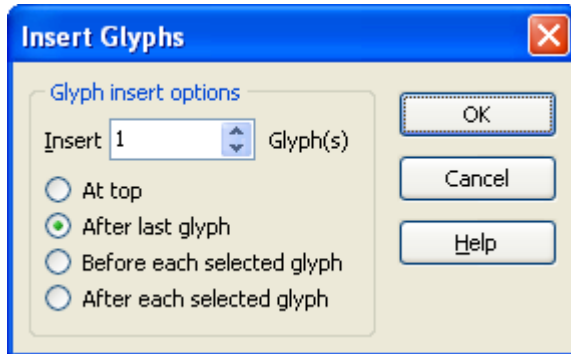 Insert Glyphs
Glyph insert options
Insert 1 Glyph(s)
At top
After last glyph
Before each selected glyph
After each selected glyph
OK
Cancel
Help